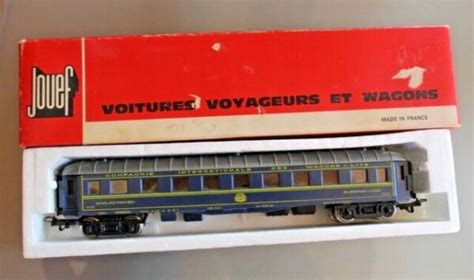 Jouef
VOITURES VOYAGEURS ET WAGONS
MADE IN FRANCE
COMPAGNIE INTERNATIONALE DES WAGONS-LITS